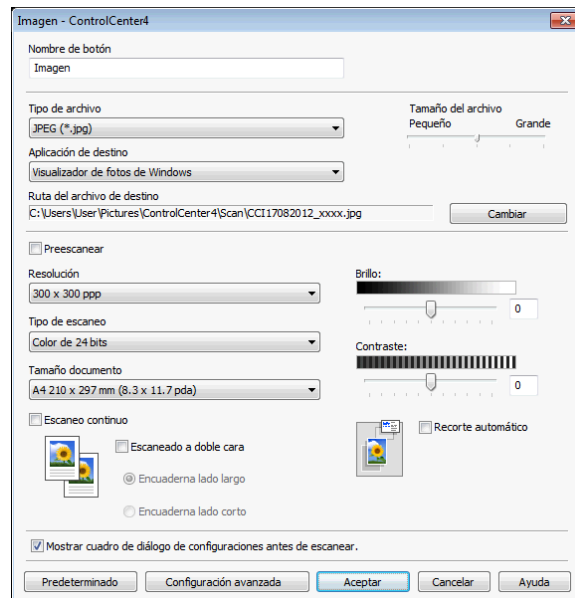 Imagen - ControlCenter4
Nombre de botón
Imagen
Tipo de archivo
JPEG (*.jpg)
Tamaño del archivo
Pequeño Grande
Aplicación de destino
Visualizador de fotos de Windows
Ruta del archivo de destino
C:\Users\User\Pictures\ControlCenter4\Scan\CCI17082012_xxxx.jpg
Cambiar
Preescanear
Resolución
300 x 300 ppp
Brillo:
0
Tipo de escaneo
Color de 24 bits
Contraste:
0
Tamaño documento
A4 210 x 297 mm (8.3 x 11.7 pda)
Escaneo continuo
Escaneado a doble cara
Encuaderna lado largo
Encuaderna lado corto
Recorte automático
Mostrar cuadro de diálogo de configuraciones antes de escanear.
Predeterminado Configuración avanzada Aceptar Cancelar Ayuda